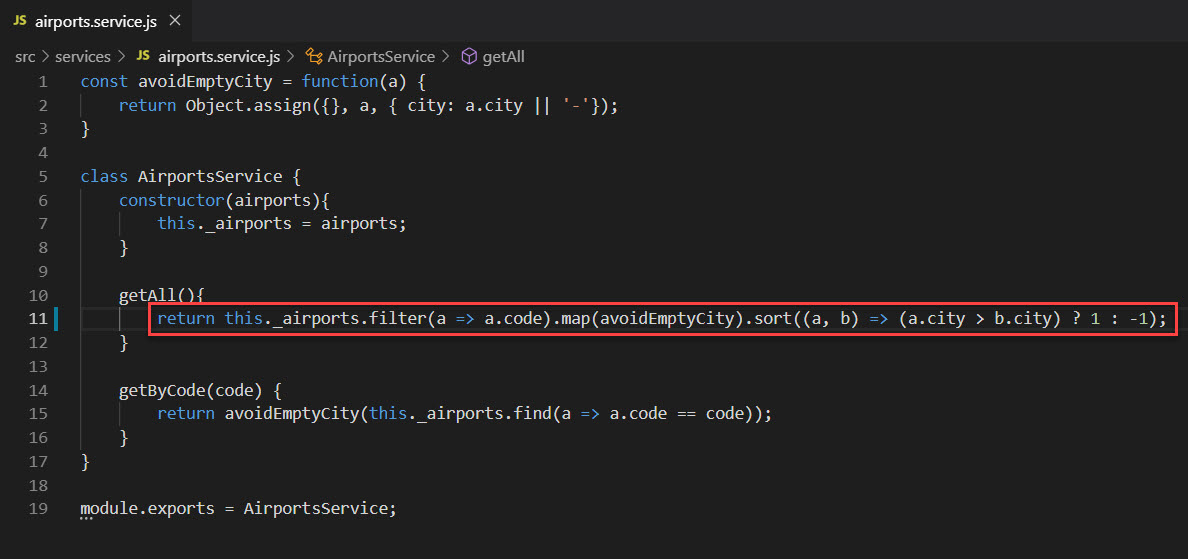 JS airports.service.js ×
src > services > JS airports.service.js > AirportsService > getAll
1 const avoidEmptyCity = function(a) {
2 return Object.assign({}, a, { city: a.city || '-'});
3 }
4
5 class AirportsService {
6 constructor(airports){
7 this._airports = airports;
8 }
9
10 getAll(){
11 return this._airports.filter(a => a.code).map(avoidEmptyCity).sort((a, b) => (a.city > b.city) ? 1 : -1);
12 }
13
14 getByCode(code) {
15 return avoidEmptyCity(this._airports.find(a => a.code == code));
16 }
17 }
18
19 module.exports = AirportsService;